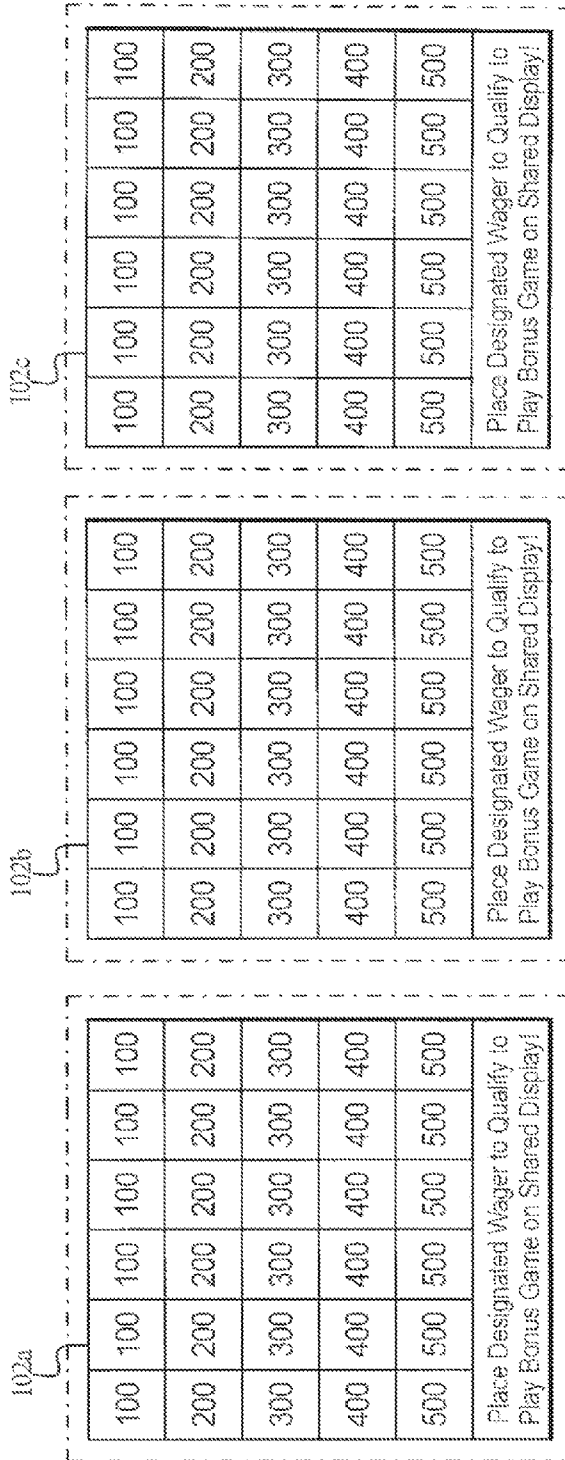 102a
100 100 100 100 100 100
200 200 200 200 200 200
300 300 300 300 300 300
400 400 400 400 400 400
500 500 500 500 500 500
Place Designated Wager to Qualify to
Play Bonus Game on Shared Display!
102b
100 100 100 100 100 100
200 200 200 200 200 200
300 300 300 300 300 300
400 400 400 400 400 400
500 500 500 500 500 500
Place Designated Wager to Qualify to
Play Bonus Game on Shared Display!
102c
100 100 100 100 100 100
200 200 200 200 200 200
300 300 300 300 300 300
400 400 400 400 400 400
500 500 500 500 500 500
Place Designated Wager to Qualify to
Play Bonus Game on Shared Display!